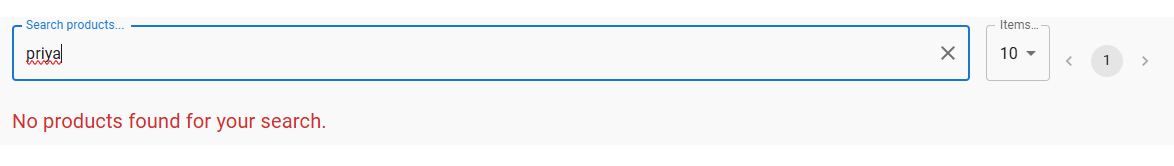 Search products...
Items...
priya
10
1
No products found for your search.